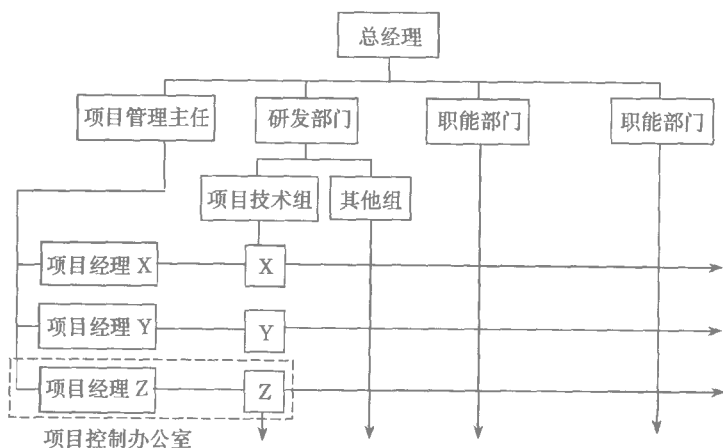 总经理
项目管理主任
研发部门
职能部门
职能部门
项目技术组
其他组
项目经理 X
X
项目经理 Y
Y
项目经理 Z
Z
项目控制办公室